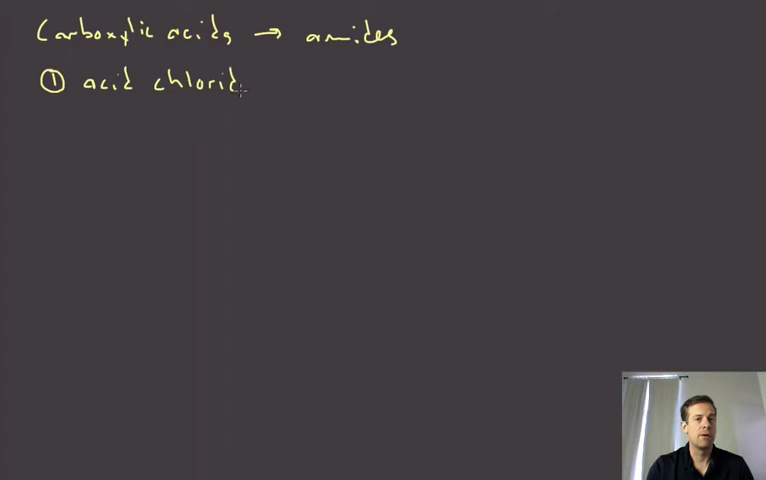 Carboxylic acids → amides
① acid chlorid